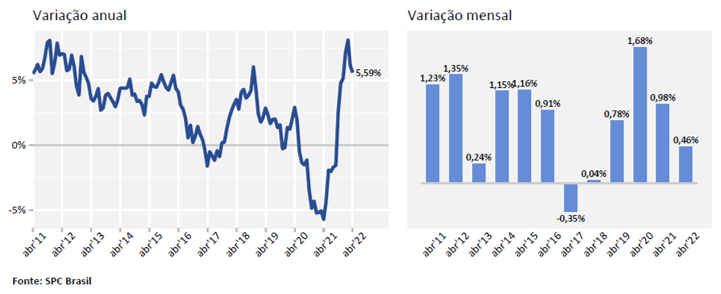 Variação anual
5%
0%
-5%
5,59%
abr'11
abr'12
abr'13
abr'14
abr'15
abr'16
abr'17
abr'18
abr'19
abr'20
abr'21
abr'22
Variação mensal
1,23%
1,35%
0,24%
1,15%
1,16%
0,91%
-0,35%
0,04%
0,78%
1,68%
0,98%
0,46%
abr'11
abr'12
abr'13
abr'14
abr'15
abr'16
abr'17
abr'18
abr'19
abr'20
abr'21
abr'22
Fonte: SPC Brasil